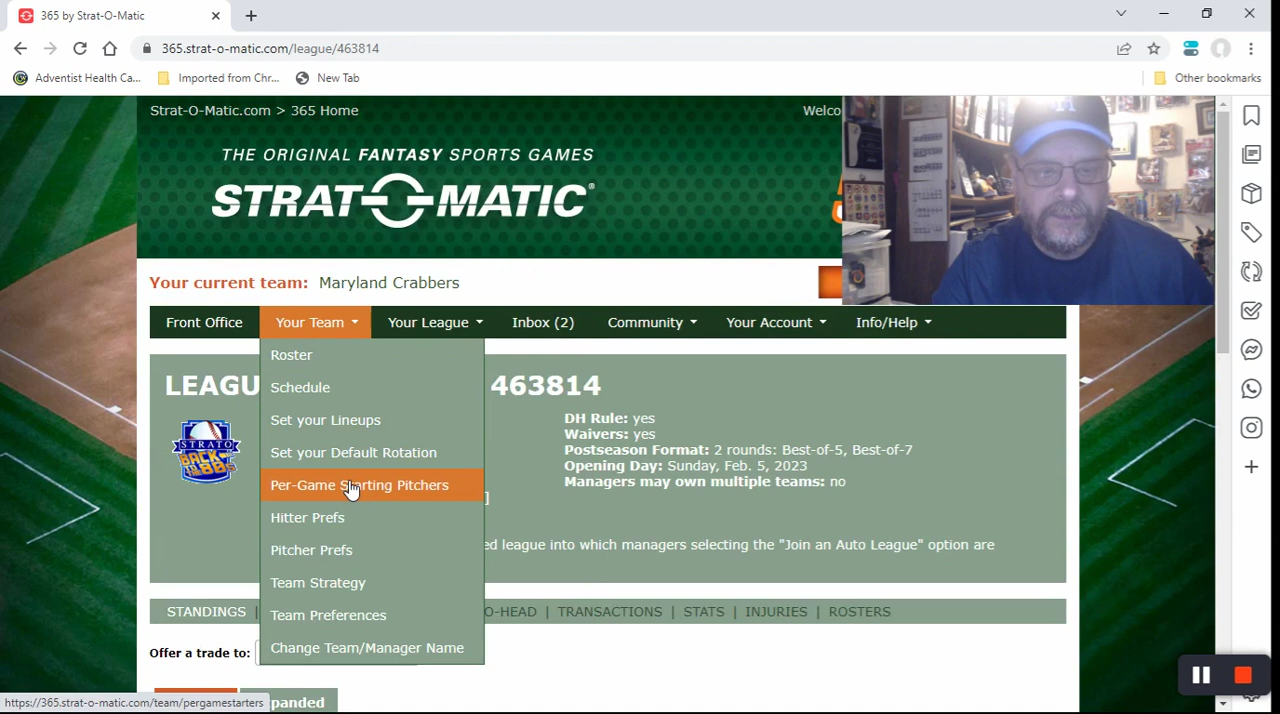 365 by Strat-O-Matic
365.strat-o-matic.com/league/463814
Adventist Health Ca...
Imported from Chr...
New Tab
Other bookmarks
Strat-O-Matic.com > 365 Home
Welco
THE ORIGINAL FANTASY SPORTS GAMES
STRAT-O-MATIC®
Your current team: Maryland Crabbers
Front Office
Your Team
Your League
Inbox (2)
Community
Your Account
Info/Help
Roster
Schedule
Set your Lineups
Set your Default Rotation
Per-Game Starting Pitchers
Hitter Prefs
Pitcher Prefs
Team Strategy
Team Preferences
Change Team/Manager Name
LEAGU 463814
STRATO
BACK TO THE 80s
DH Rule: yes
Waivers: yes
Postseason Format: 2 rounds: Best-of-5, Best-of-7
Opening Day: Sunday, Feb. 5, 2023
Managers may own multiple teams: no
]
ed league into which managers selecting the "Join an Auto League" option are
STANDINGS | O-HEAD | TRANSACTIONS | STATS | INJURIES | ROSTERS
Offer a trade to:
panded
https://365.strat-o-matic.com/team/pergamestarters